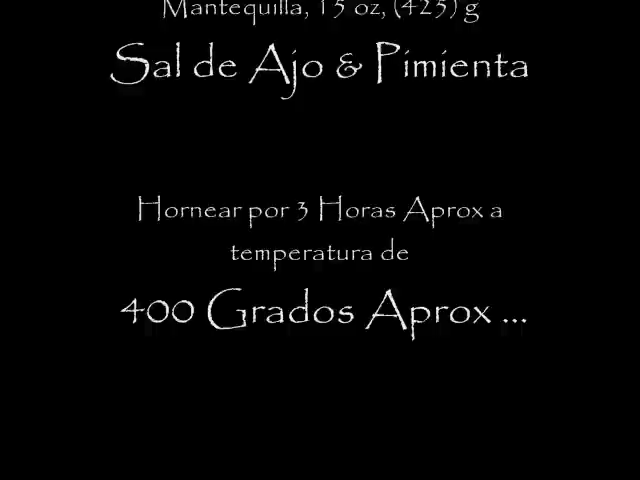 Mantequilla, 15 oz, (425) g
Sal de Ajo & Pimienta
Hornear por 3 Horas Aprox a
temperatura de
400 Grados Aprox ...